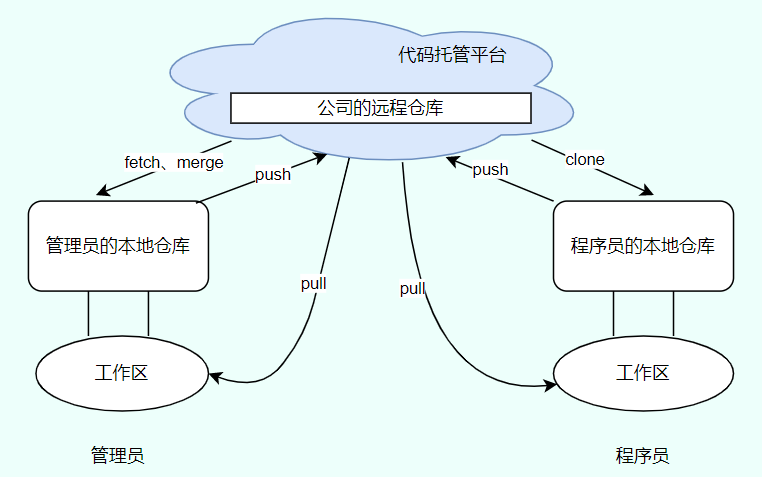 代码托管平台
公司的远程仓库
fetch、merge
push
push
clone
管理员的本地仓库
程序员的本地仓库
pull
pull
工作区
工作区
管理员
程序员